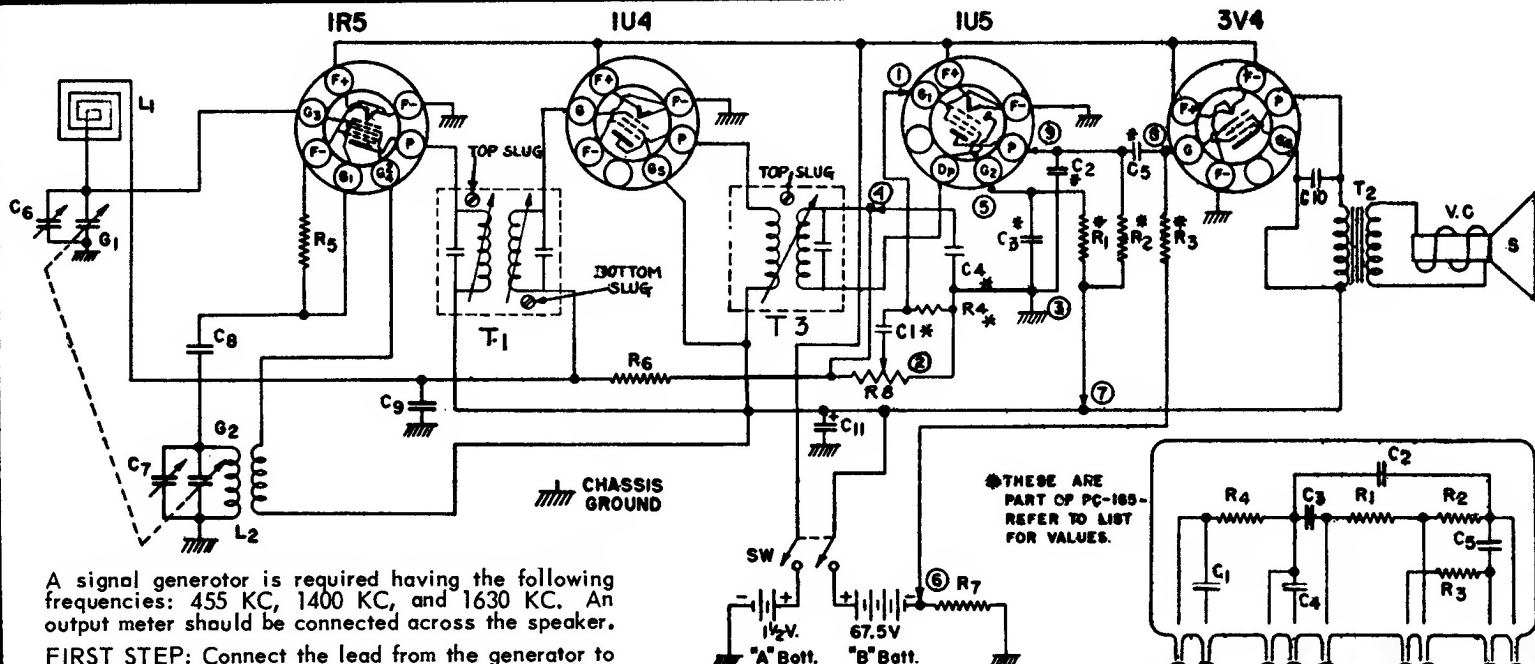 1R5 1U4 1U5 3V4
L1
F+ F-
G3 P
F- G1 G2 4
F+ F-
G P
G5
① F+
G1 F-
P
DP G2
⑨ C2 * * C5 ⑧
F- P
F+
G
F-
TOP SLUG
TOP SLUG
④
⑤
C10 T2 V.C S
C6 G1
R5
C3 * R1 * R2 * R3 *
BOTTOM
SLUG
C4 *
T1
T3
C1 * R4 * ③
C8
R6
②
R8
C9
⑦
C11
C7 G2
L2
CHASSIS
GROUND
* THESE ARE
PART OF PC-165-
REFER TO LIST
FOR VALUES.
C2
R4 C3 R1 R2
C5
C1 C4 R3
SW
- + + - ⑥ R7
1½V. 67.5V
"A" Batt. "B" Batt.
A signal generotor is required having the following
frequencies: 455 KC, 1400 KC, and 1630 KC. An
output meter should be connected across the speaker.
FIRST STEP: Connect the lead from the generator to